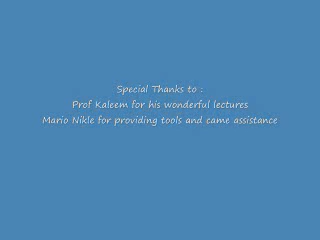 Special Thanks to :
Prof Kaleem for his wonderful lectures
Mario Nikle for providing tools and came assistance